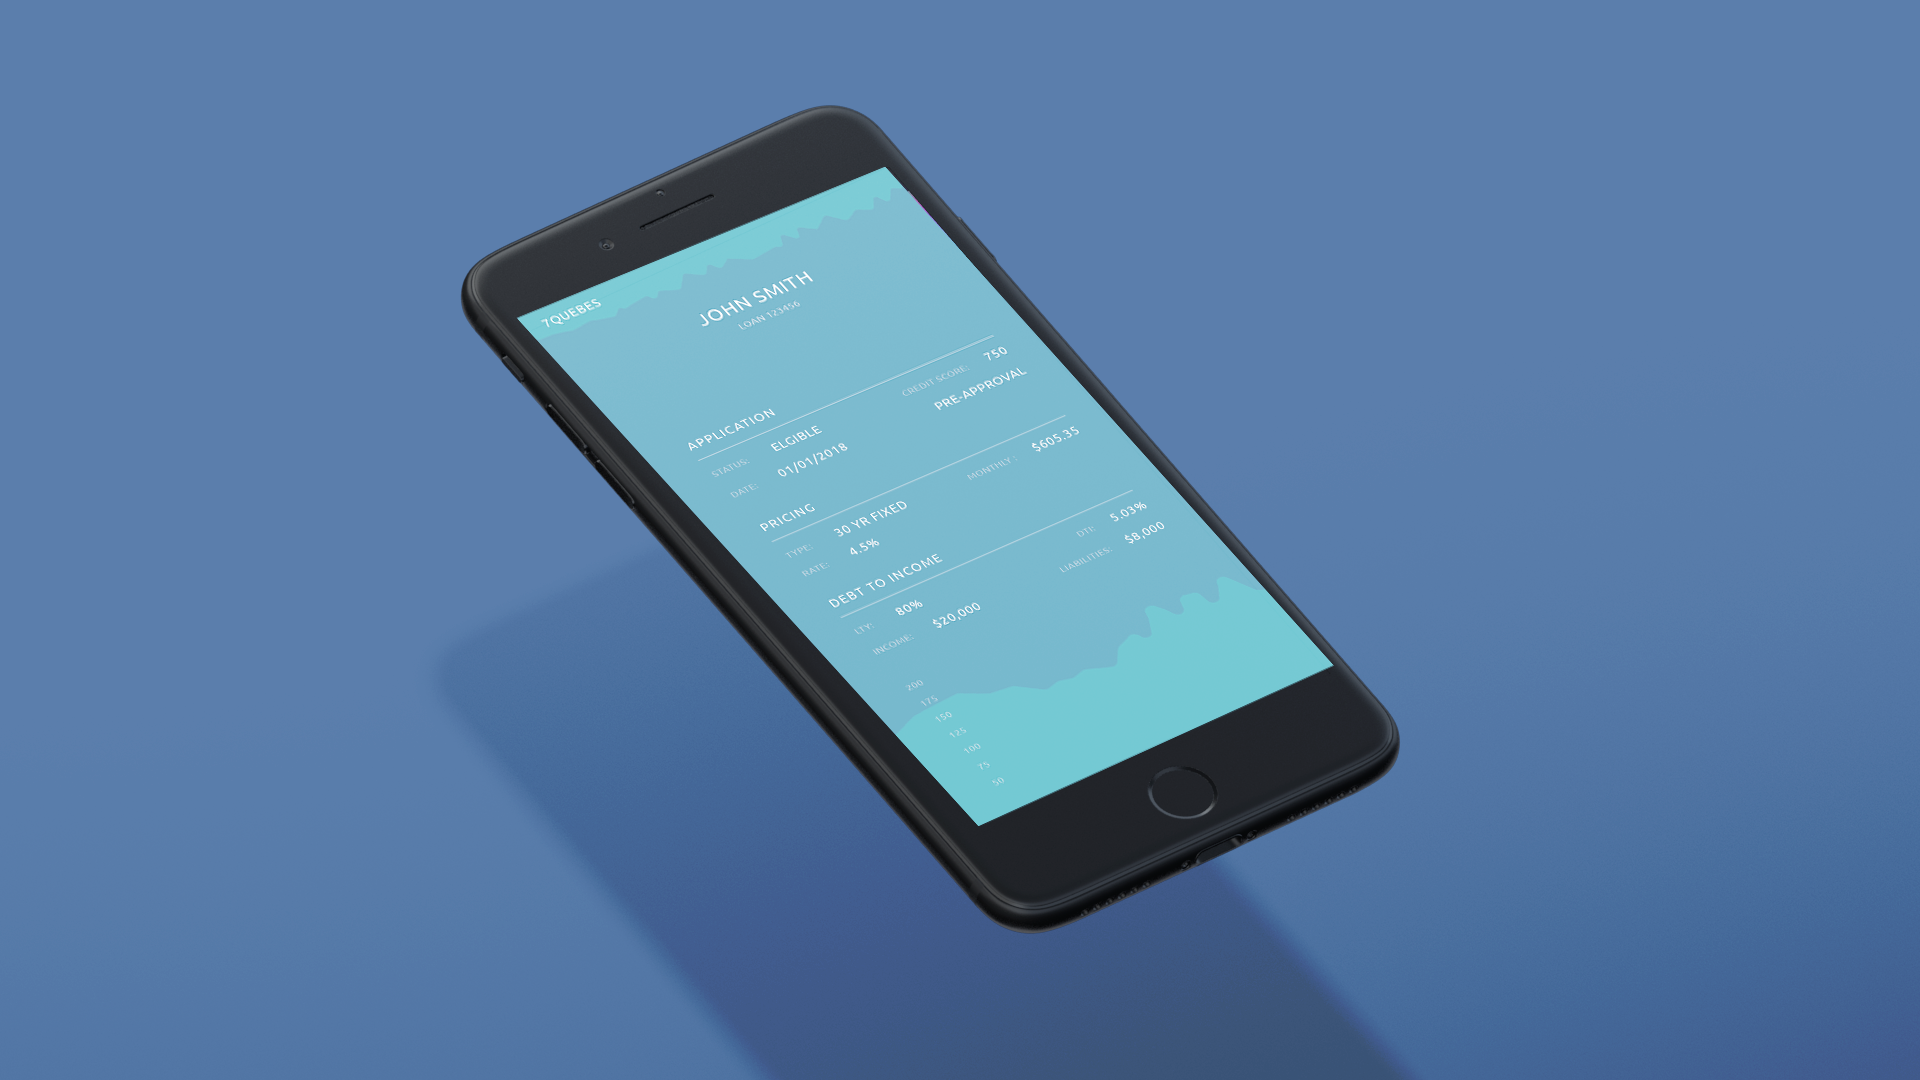 7QUEBES
JOHN SMITH
LOAN 123456
APPLICATION
STATUS: ELGIBLE CREDIT SCORE: 750
DATE: 01/01/2018 PRE-APPROVAL
PRICING
TYPE: 30 YR FIXED MONTHLY : $605.35
RATE: 4.5%
DEBT TO INCOME
LTY: 80% DTI: 5.03%
INCOME: $20,000 LIABILITIES: $8,000
200
175
150
125
100
75
50